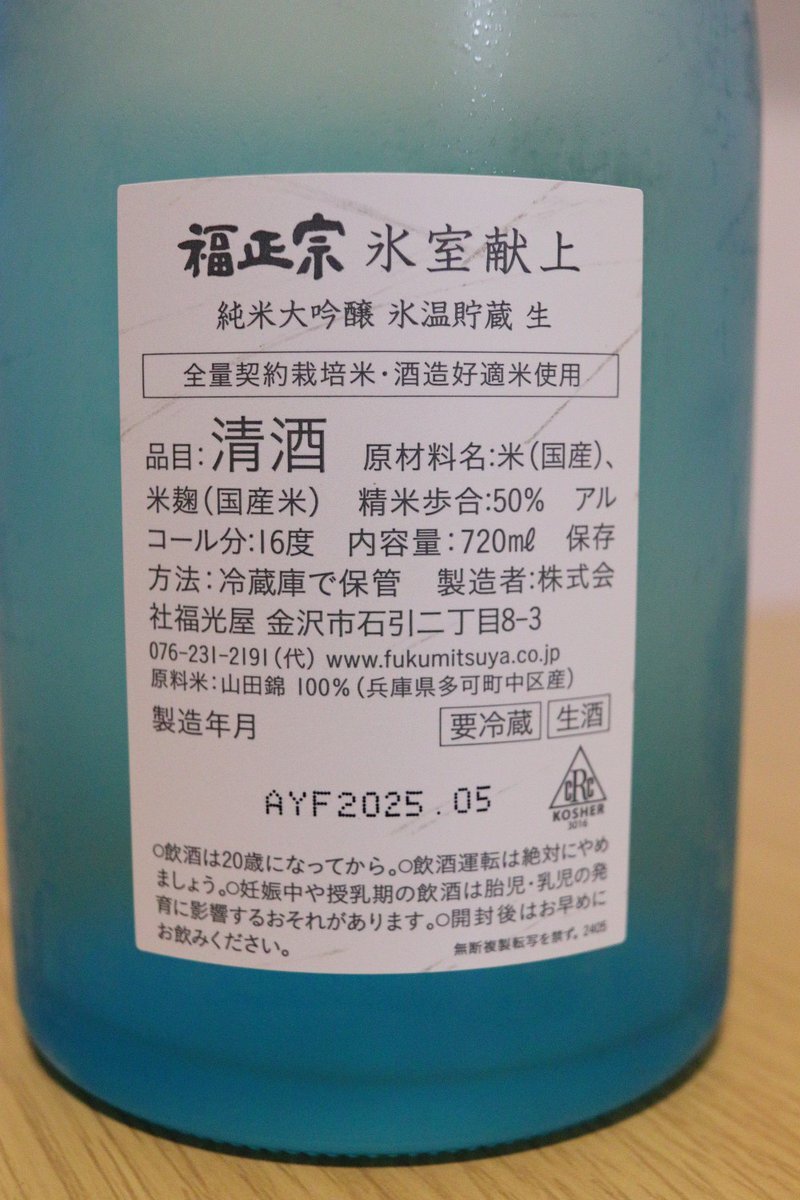 福正宗 氷室献上
純米大吟醸 氷温貯蔵 生
全量契約栽培米・酒造好適米使用
品目:清酒 原材料名:米(国産)、
米麹(国産米) 精米歩合:50% アル
コール分:16度 内容量:720ml 保存
方法:冷蔵庫で保管 製造者:株式会
社福光屋 金沢市石引二丁目8-3
076-231-2191(代) www.fukumitsuya.co.jp
原料米:山田錦 100%(兵庫県多可町中区産)
製造年月 要冷蔵 生酒
AYF2025.05
CRC
KOSHER
3016
○飲酒は20歳になってから。○飲酒運転は絶対にやめ
ましょう。○妊娠中や授乳期の飲酒は胎児・乳児の発
育に影響するおそれがあります。○開封後はお早めに
お飲みください。 無断複製転写を禁ず。2405